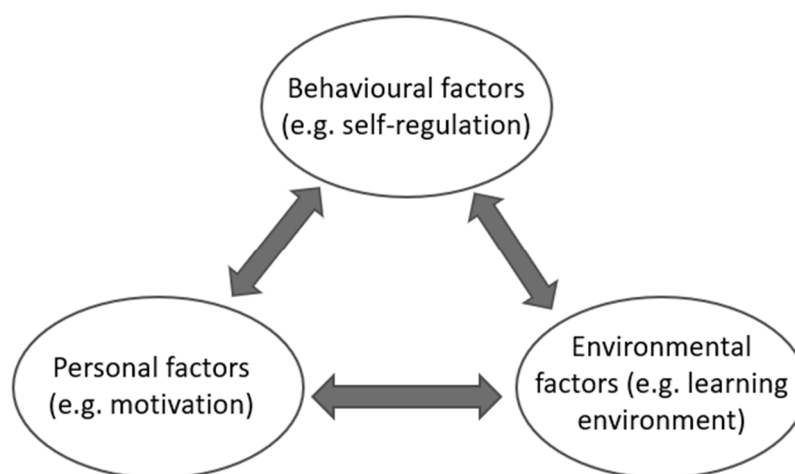 Behavioural factors
(e.g. self-regulation)
Personal factors
(e.g. motivation)
Environmental
factors (e.g. learning
environment)